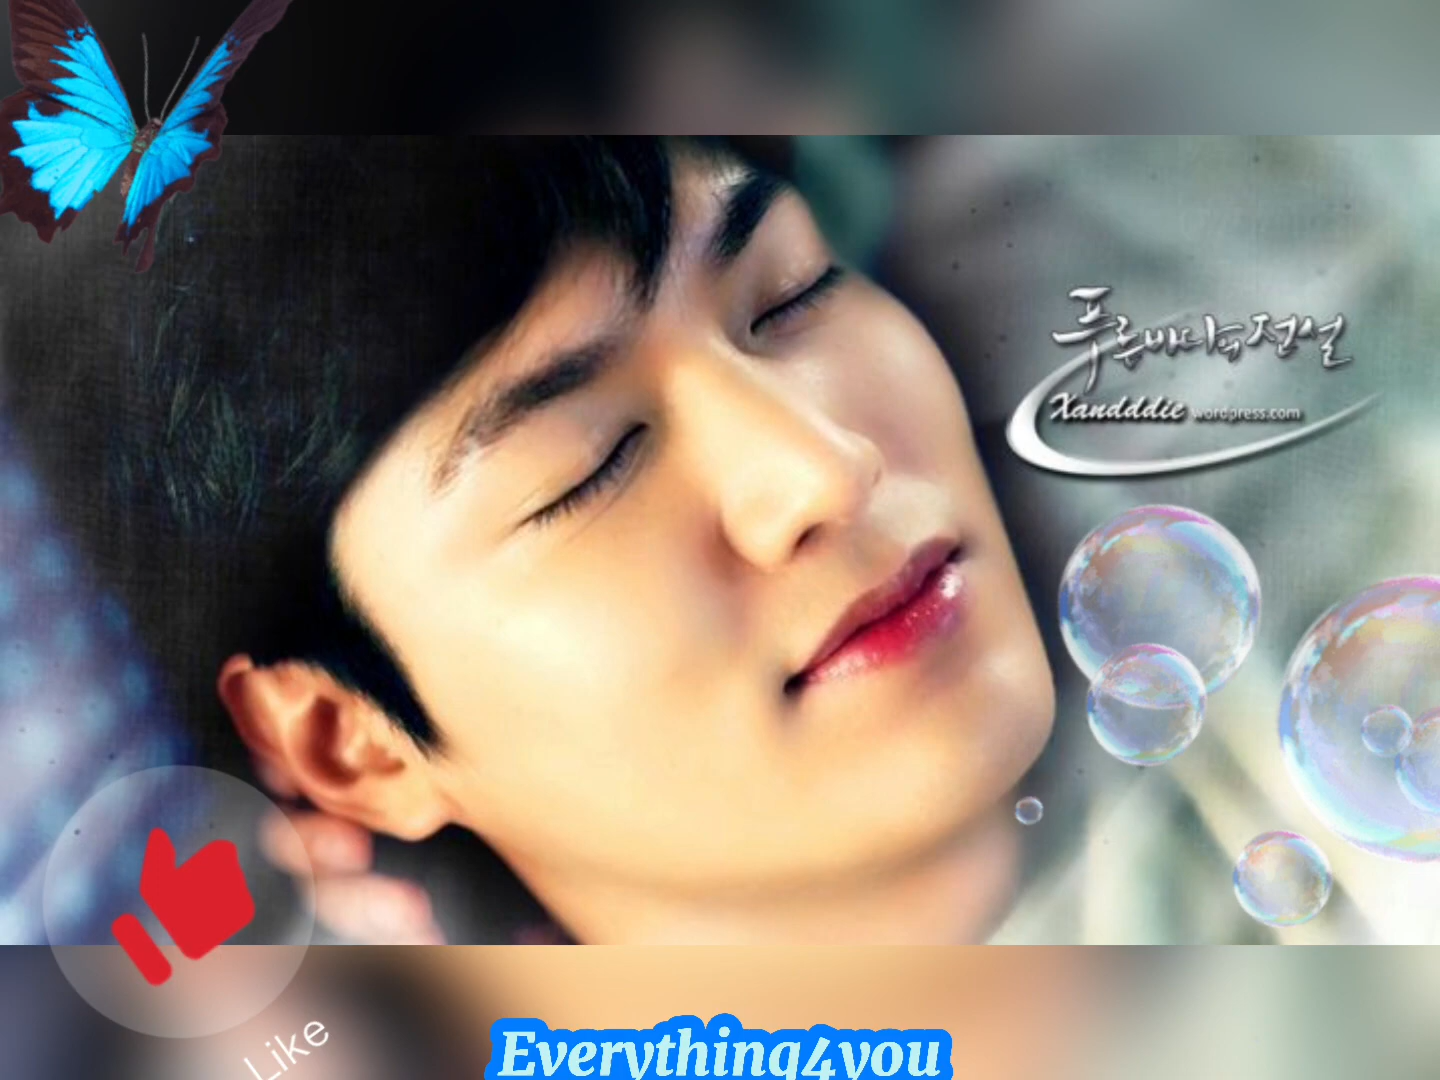 푸른바다의전설
Xandddie wordpress.com
Like
Everything4you